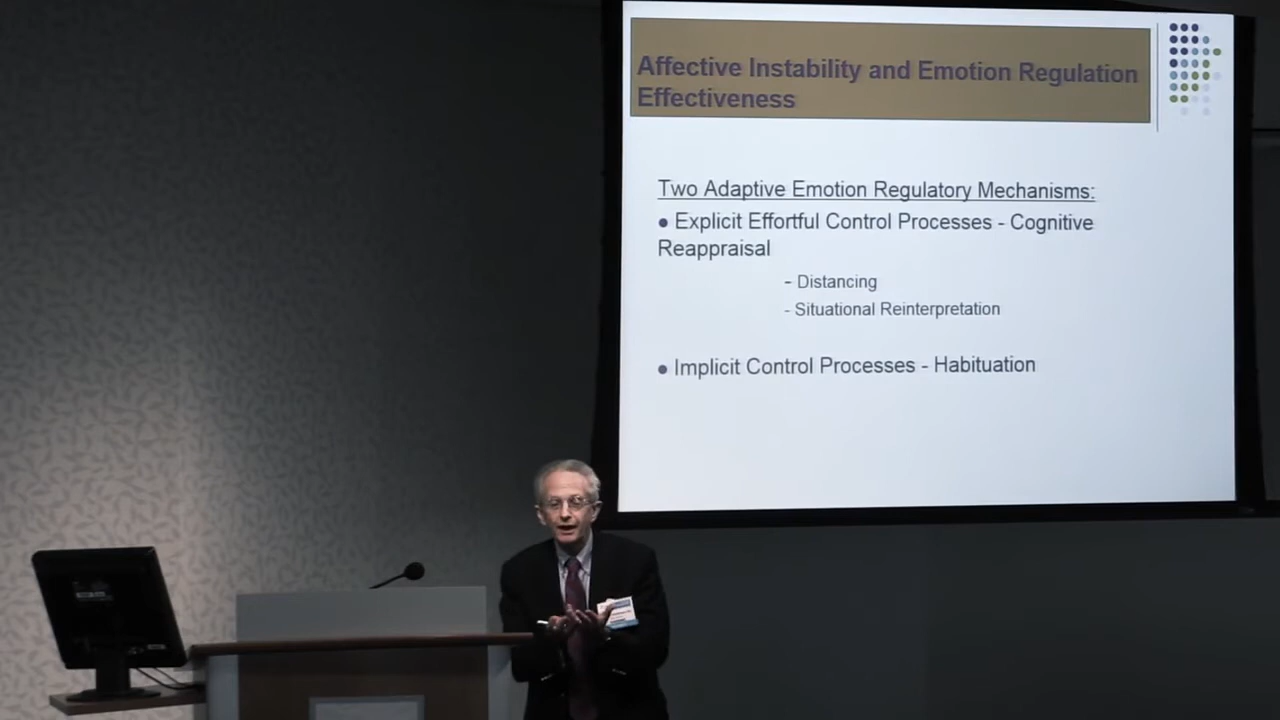 Affective Instability and Emotion Regulation
Effectiveness
Two Adaptive Emotion Regulatory Mechanisms:
● Explicit Effortful Control Processes - Cognitive
Reappraisal
- Distancing
- Situational Reinterpretation
● Implicit Control Processes - Habituation